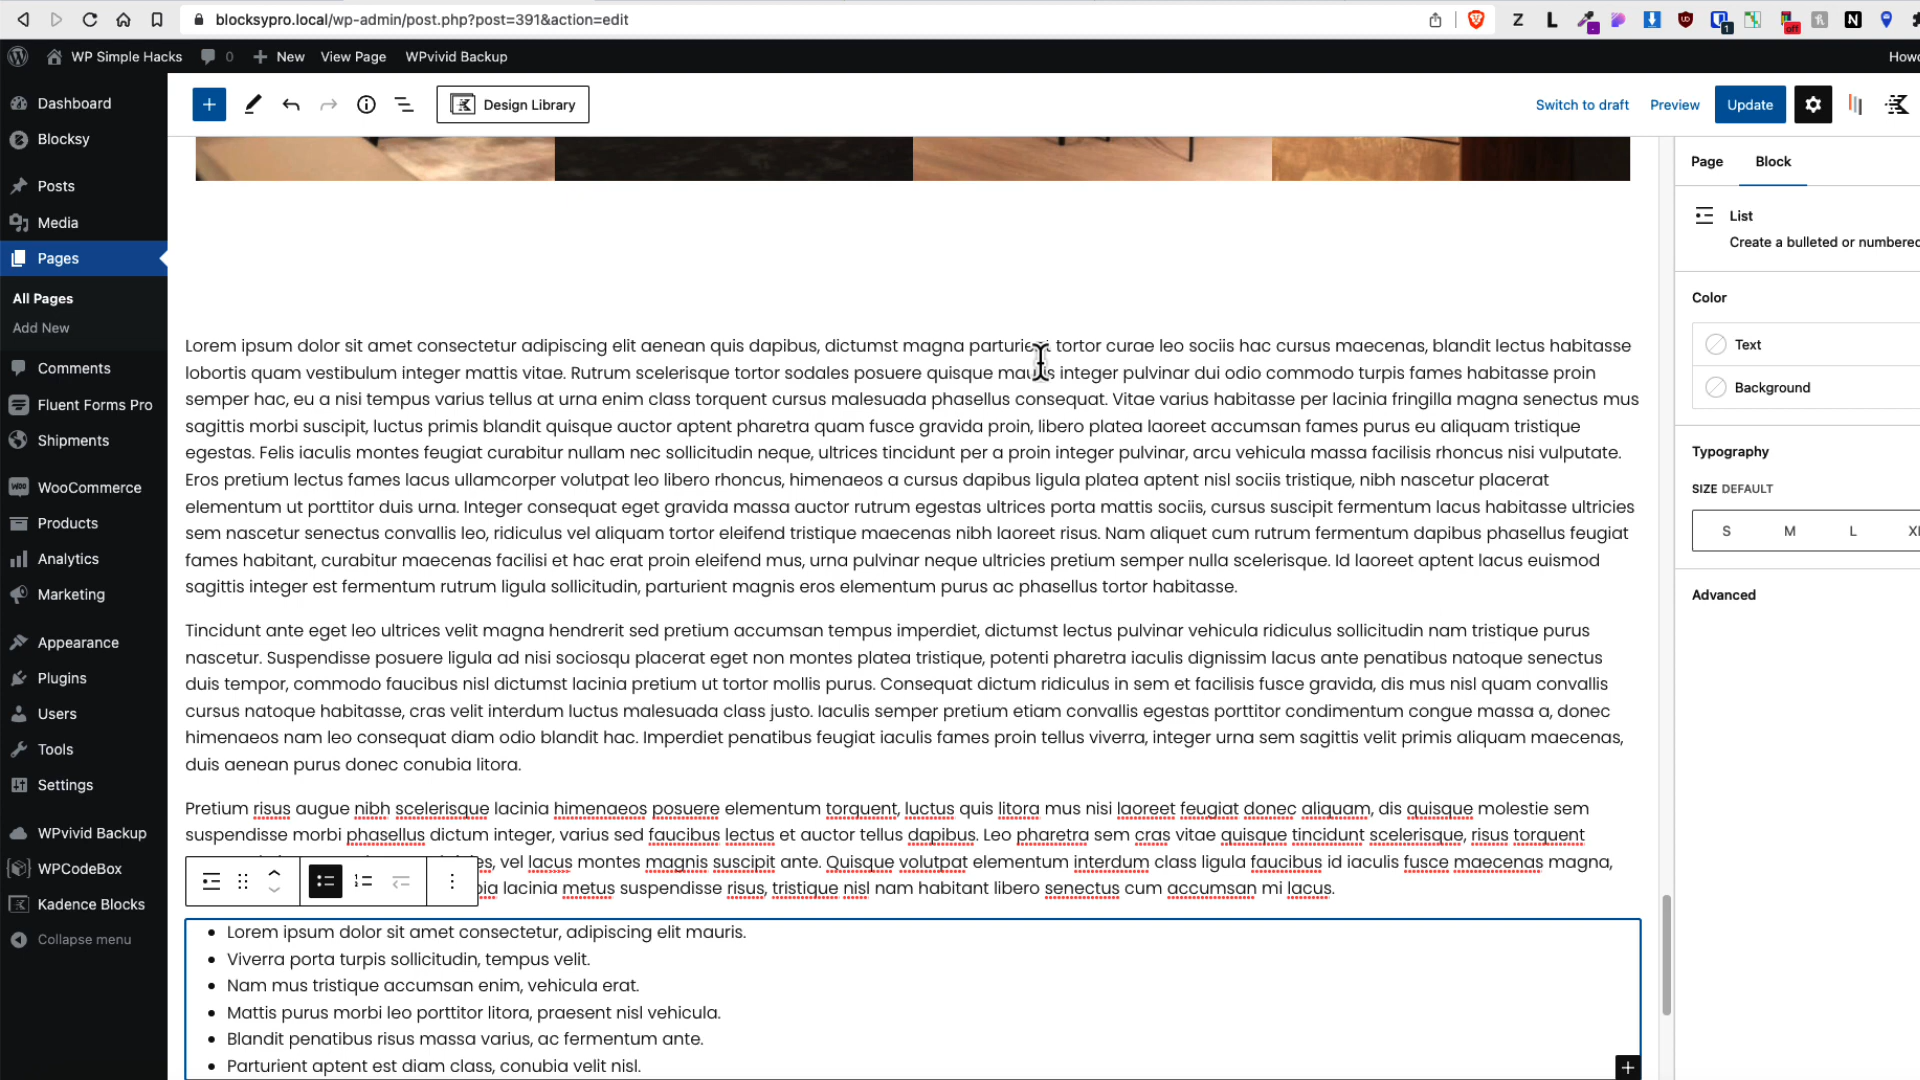 blocksypro.local/wp-admin/post.php?post=391&action=edit
WP Simple Hacks
0
New
View Page
WPvivid Backup
Dashboard
Blocksy
Posts
Media
Pages
All Pages
Add New
Comments
Fluent Forms Pro
Shipments
WooCommerce
Products
Analytics
Marketing
Appearance
Plugins
Users
Tools
Settings
WPvivid Backup
WPCodeBox
Kadence Blocks
Collapse menu
Design Library
Switch to draft
Preview
Update
Lorem ipsum dolor sit amet consectetur adipiscing elit aenean quis dapibus, dictumst magna tortor curae leo sociis hac cursus maecenas, blandit lectus habitasse
lobortis quam vestibulum integer mattis vitae. Rutrum scelerisque tortor sodales posuere quisque mauris integer pulvinar dui odio commodo turpis fames habitasse proin
semper hac, eu a nisi tempus varius tellus at urna enim class torquent cursus malesuada phasellus consequat. Vitae varius habitasse per lacinia fringilla magna senectus mus
sagittis morbi suscipit, luctus primis blandit quisque auctor aptent pharetra quam fusce gravida proin, libero platea laoreet accumsan fames purus eu aliquam tristique
egestas. Felis iaculis montes feugiat curabitur nullam nec sollicitudin neque, ultrices tincidunt per a proin integer pulvinar, arcu vehicula massa facilisis rhoncus nisi vulputate.
Eros pretium lectus fames lacus ullamcorper volutpat leo libero rhoncus, himenaeos a cursus dapibus ligula platea aptent nisl sociis tristique, nibh nascetur placerat
elementum ut porttitor duis urna. Integer consequat eget gravida massa auctor rutrum egestas ultrices porta mattis sociis, cursus suscipit fermentum lacus habitasse ultricies
sem nascetur senectus convallis leo, ridiculus vel aliquam tortor eleifend tristique maecenas nibh laoreet risus. Nam aliquet cum rutrum fermentum dapibus phasellus feugiat
fames habitant, curabitur maecenas facilisi et hac erat proin eleifend mus, urna pulvinar neque ultricies pretium semper nulla scelerisque. Id laoreet aptent lacus euismod
sagittis integer est fermentum rutrum ligula sollicitudin, parturient magnis eros elementum purus ac phasellus tortor habitasse.
Tincidunt ante eget leo ultrices velit magna hendrerit sed pretium accumsan tempus imperdiet, dictumst lectus pulvinar vehicula ridiculus sollicitudin nam tristique purus
nascetur. Suspendisse posuere ligula ad nisi sociosqu placerat eget non montes platea tristique, potenti pharetra iaculis dignissim lacus ante penatibus natoque senectus
duis tempor, commodo faucibus nisl dictumst lacinia pretium ut tortor mollis purus. Consequat dictum ridiculus in sem et facilisis fusce gravida, dis mus nisl quam convallis
cursus natoque habitasse, cras velit interdum luctus malesuada class justo. Iaculis semper pretium etiam convallis egestas porttitor condimentum congue massa a, donec
himenaeos nam leo consequat diam odio blandit hac. Imperdiet penatibus feugiat iaculis fames proin tellus viverra, integer urna sem sagittis velit primis aliquam maecenas,
duis aenean purus donec conubia litora.
Pretium risus augue nibh scelerisque lacinia himenaeos posuere elementum torquent, luctus quis litora mus nisi laoreet feugiat donec aliquam, dis quisque molestie sem
suspendisse morbi phasellus dictum integer, varius sed faucibus lectus et auctor tellus dapibus. Leo pharetra sem cras vitae quisque tincidunt scelerisque, risus torquent
vel lacus montes magnis suscipit ante. Quisque volutpat elementum interdum class ligula faucibus id iaculis fusce maecenas magna,
lacinia metus suspendisse risus, tristique nisl nam habitant libero senectus cum accumsan mi lacus.
Lorem ipsum dolor sit amet consectetur, adipiscing elit mauris.
Viverra porta turpis sollicitudin, tempus velit.
Nam mus tristique accumsan enim, vehicula erat.
Mattis purus morbi leo porttitor litora, praesent nisl vehicula.
Blandit penatibus risus massa varius, ac fermentum ante.
Parturient aptent est diam class, conubia velit nisl.
Page
Block
List
Create a bulleted or numbered
Color
Text
Background
Typography
SIZE DEFAULT
S
M
L
Advanced